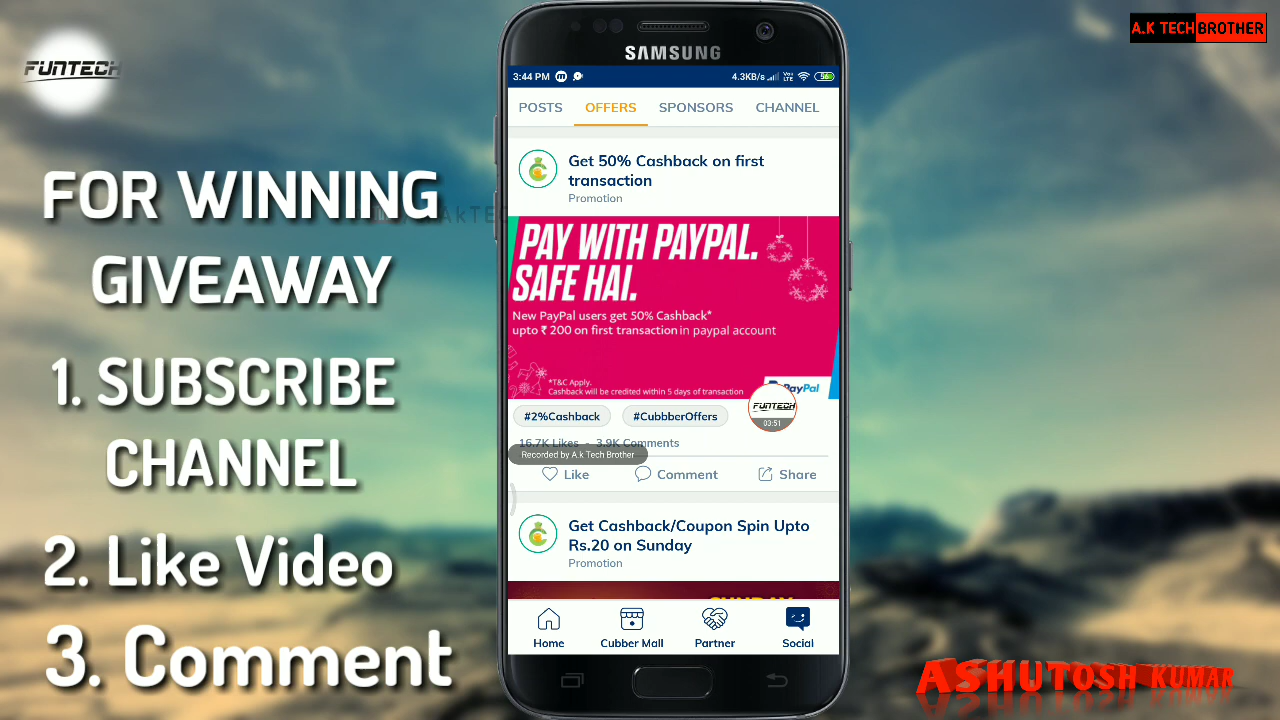 FUNTECH
A.K TECH BROTHER
FOR WINNING
GIVEAWAY
1. SUBSCRIBE
CHANNEL
2. Like Video
3. Comment
SAMSUNG
3:44 PM
4.3KB/s
56
POSTS OFFERS SPONSORS CHANNEL
Get 50% Cashback on first
transaction
Promotion
PAY WITH PAYPAL.
SAFE HAI.
New PayPal users get 50% Cashback*
upto ₹ 200 on first transaction in paypal account
*T&C Apply.
Cashback will be credited within 5 days of transaction
PayPal
#2%Cashback #CubbberOffers
FUNTECH
03:51
16.7K Likes - 3.9K Comments
Recorded by A.k Tech Brother
Like Comment Share
Get Cashback/Coupon Spin Upto
Rs.20 on Sunday
Promotion
SUNDAY
Home Cubber Mall Partner Social
ASHUTOSH KUMAR